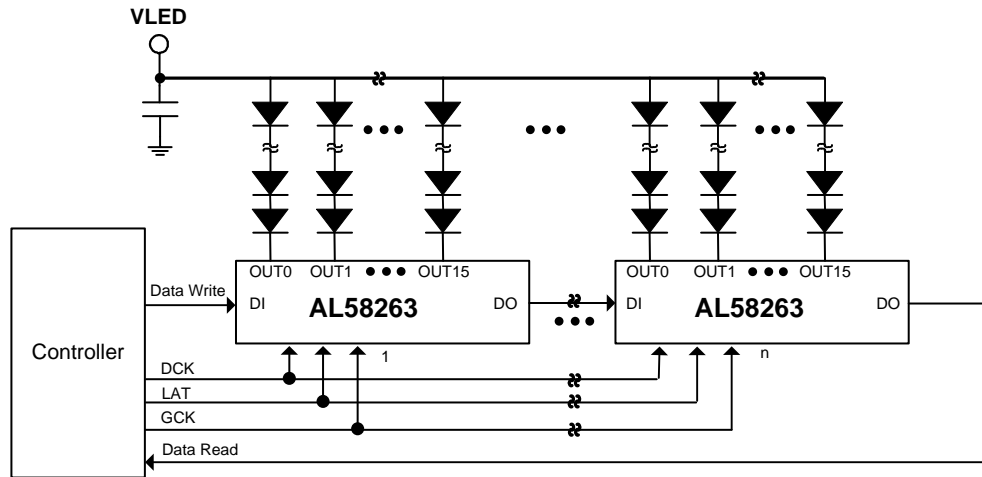 VLED
OUT0 OUT1 OUT15 OUT0 OUT1 OUT15
Data Write DI AL58263 DO DI AL58263 DO
Controller
1 n
DCK
LAT
GCK
Data Read